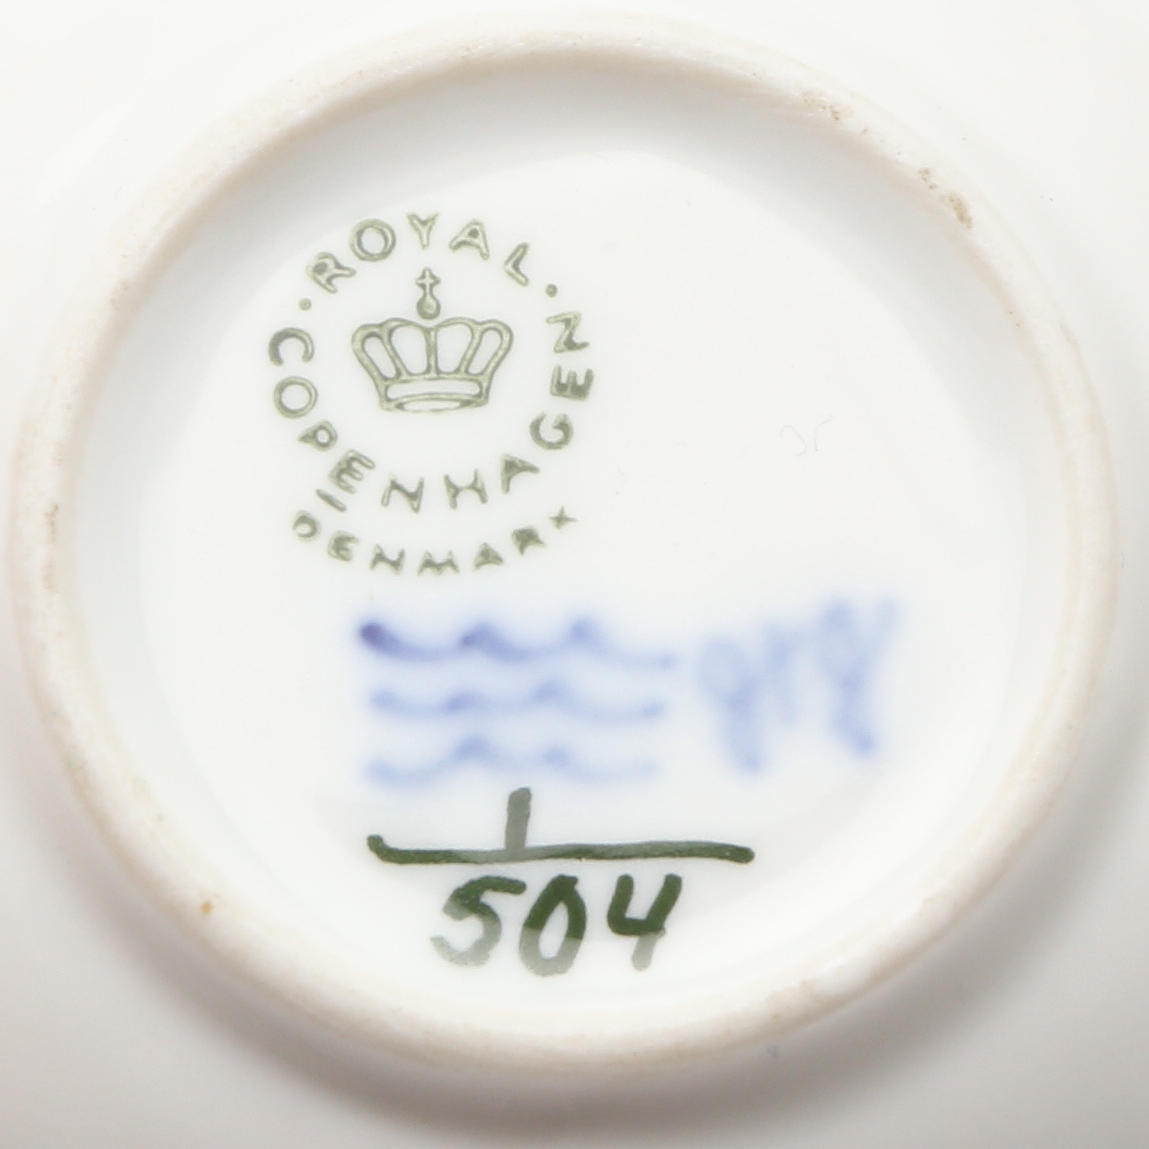 · ROYAL ·
COPENHAGEN
DENMARK
1
504